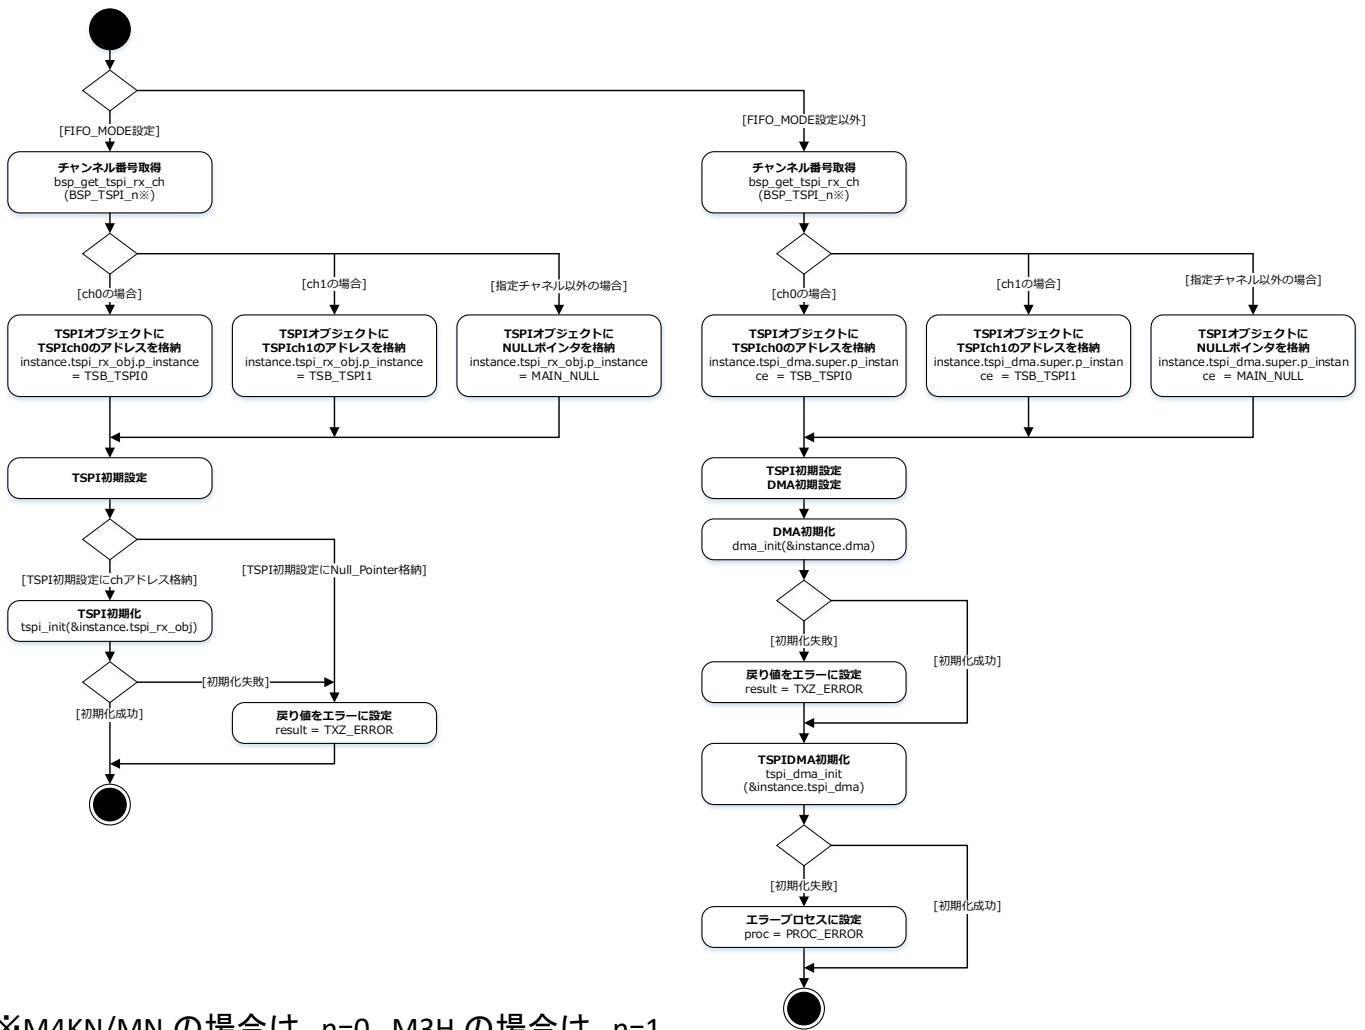 [FIFO_MODE設定]
チャンネル番号取得
bsp_get_tspi_rx_ch
(BSP_TSPI_n※)
[ch0の場合]
[ch1の場合]
[指定チャネル以外の場合]
TSPIオブジェクトに
TSPIch0のアドレスを格納
instance.tspi_rx_obj.p_instance
= TSB_TSPI0
TSPIオブジェクトに
TSPIch1のアドレスを格納
instance.tspi_rx_obj.p_instance
= TSB_TSPI1
TSPIオブジェクトに
NULLポインタを格納
instance.tspi_rx_obj.p_instance
= MAIN_NULL
TSPI初期設定
[TSPI初期設定にchアドレス格納]
[TSPI初期設定にNull_Pointer格納]
TSPI初期化
tspi_init(&instance.tspi_rx_obj)
[初期化失敗]
[初期化成功]
戻り値をエラーに設定
result = TXZ_ERROR
[FIFO_MODE設定以外]
チャンネル番号取得
bsp_get_tspi_rx_ch
(BSP_TSPI_n※)
[ch0の場合]
[ch1の場合]
[指定チャネル以外の場合]
TSPIオブジェクトに
TSPIch0のアドレスを格納
instance.tspi_dma.super.p_instan
ce = TSB_TSPI0
TSPIオブジェクトに
TSPIch1のアドレスを格納
instance.tspi_dma.super.p_instan
ce = TSB_TSPI1
TSPIオブジェクトに
NULLポインタを格納
instance.tspi_dma.super.p_instan
ce = MAIN_NULL
TSPI初期設定
DMA初期設定
DMA初期化
dma_init(&instance.dma)
[初期化失敗]
[初期化成功]
戻り値をエラーに設定
result = TXZ_ERROR
TSPIDMA初期化
tspi_dma_init
(&instance.tspi_dma)
[初期化失敗]
[初期化成功]
エラープロセスに設定
proc = PROC_ERROR
※M4KN/MN の場合は、n=0、M3H の場合は、n=1